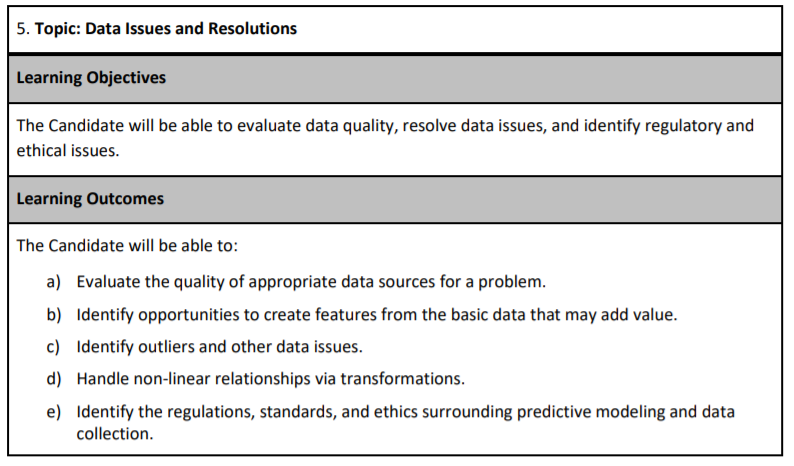 5. Topic: Data Issues and Resolutions
Learning Objectives
The Candidate will be able to evaluate data quality, resolve data issues, and identify regulatory and
ethical issues.
Learning Outcomes
The Candidate will be able to:
a) Evaluate the quality of appropriate data sources for a problem.
b) Identify opportunities to create features from the basic data that may add value.
c) Identify outliers and other data issues.
d) Handle non-linear relationships via transformations.
e) Identify the regulations, standards, and ethics surrounding predictive modeling and data
collection.